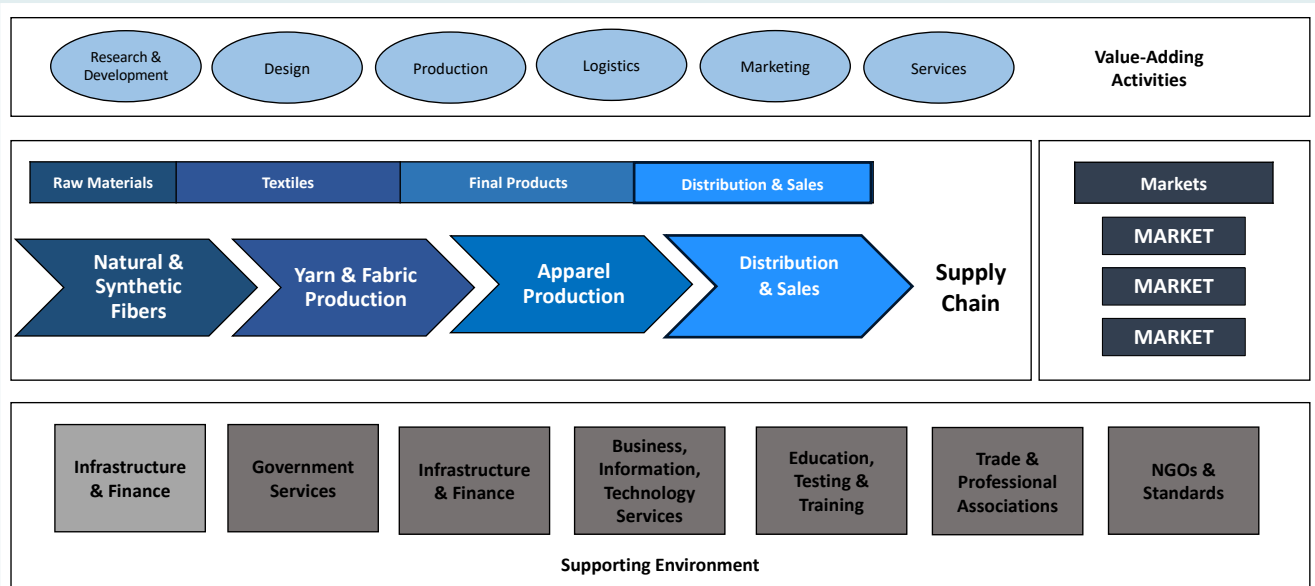 Research &
Development
Design
Production
Logistics
Marketing
Services
Value-Adding
Activities
Raw Materials
Textiles
Final Products
Distribution & Sales
Markets
Natural &
Synthetic
Fibers
Yarn & Fabric
Production
Apparel
Production
Distribution
& Sales
Supply
Chain
MARKET
MARKET
MARKET
Infrastructure
& Finance
Government
Services
Infrastructure
& Finance
Business,
Information,
Technology
Services
Education,
Testing &
Training
Trade &
Professional
Associations
NGOs &
Standards
Supporting Environment